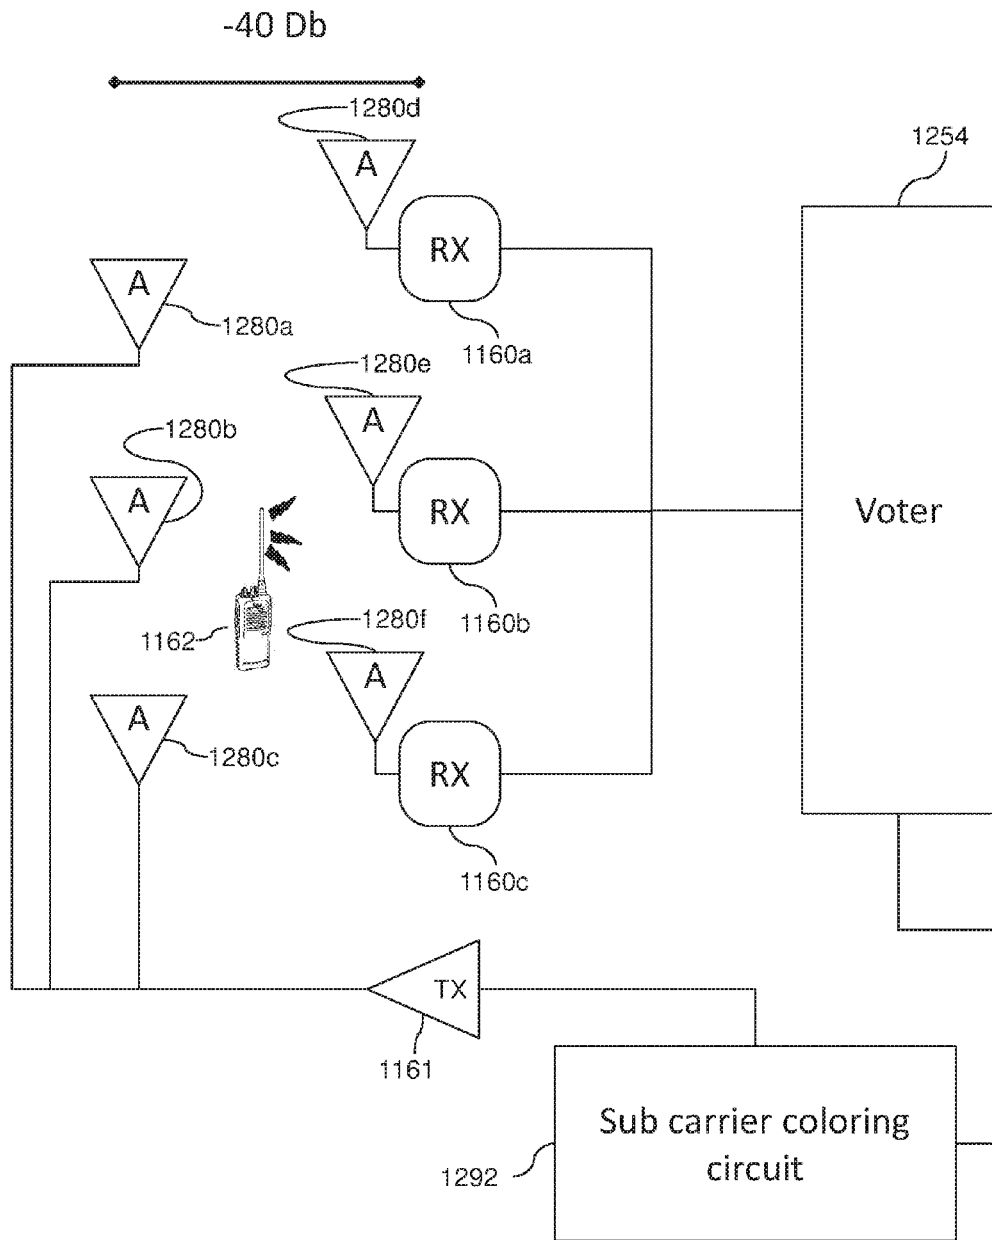 -40 Db
1280d
A
1254
RX
A
1280a
1160a
1280e
A
1280b
A
RX
Voter
1160b
1280f
1162
A
A
1280c
RX
1160c
TX
1161
Sub carrier coloring
circuit
1292